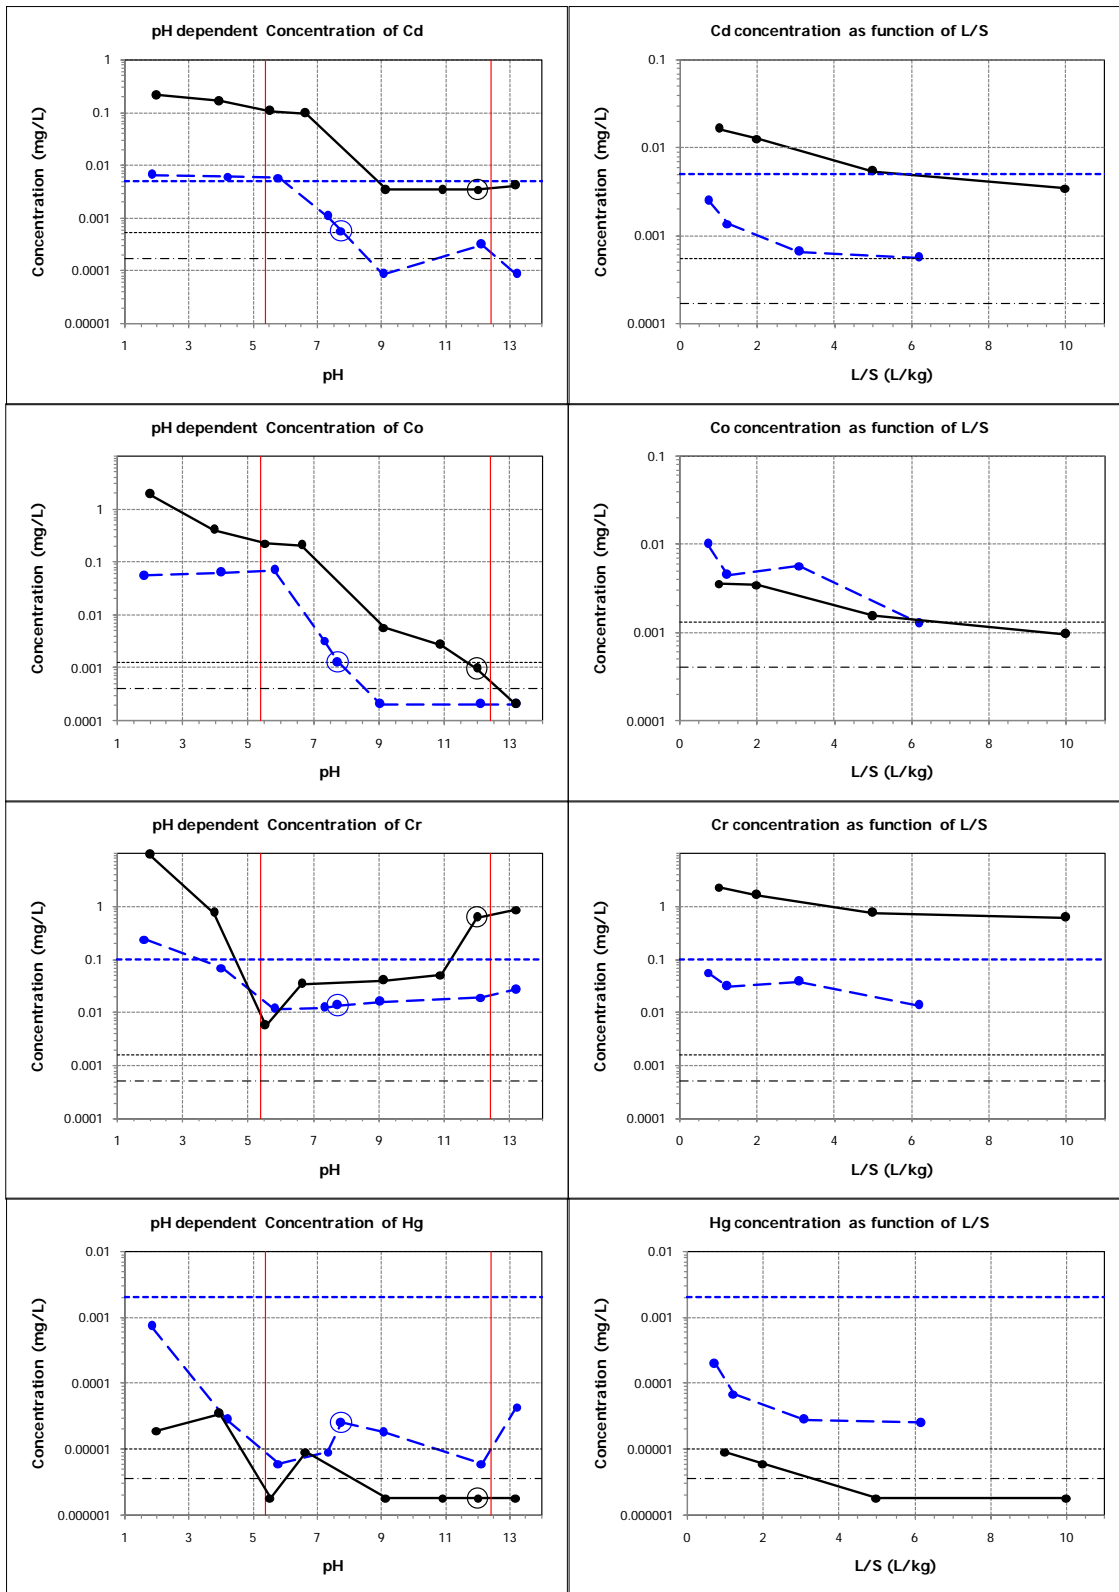 pH dependent Concentration of Cd
Concentration (mg/L)
1
0.1
0.01
0.001
0.0001
0.00001
1 3 5 7 9 11 13
pH
Cd concentration as function of L/S
Concentration (mg/L)
0.1
0.01
0.001
0.0001
0 2 4 6 8 10
L/S (L/kg)
pH dependent Concentration of Co
Concentration (mg/L)
1
0.1
0.01
0.001
0.0001
1 3 5 7 9 11 13
pH
Co concentration as function of L/S
Concentration (mg/L)
0.1
0.01
0.001
0.0001
0 2 4 6 8 10
L/S (L/kg)
pH dependent Concentration of Cr
Concentration (mg/L)
1
0.1
0.01
0.001
0.0001
1 3 5 7 9 11 13
pH
Cr concentration as function of L/S
Concentration (mg/L)
1
0.1
0.01
0.001
0.0001
0 2 4 6 8 10
L/S (L/kg)
pH dependent Concentration of Hg
Concentration (mg/L)
0.01
0.001
0.0001
0.00001
0.000001
1 3 5 7 9 11 13
pH
Hg concentration as function of L/S
Concentration (mg/L)
0.01
0.001
0.0001
0.00001
0.000001
0 2 4 6 8 10
L/S (L/kg)